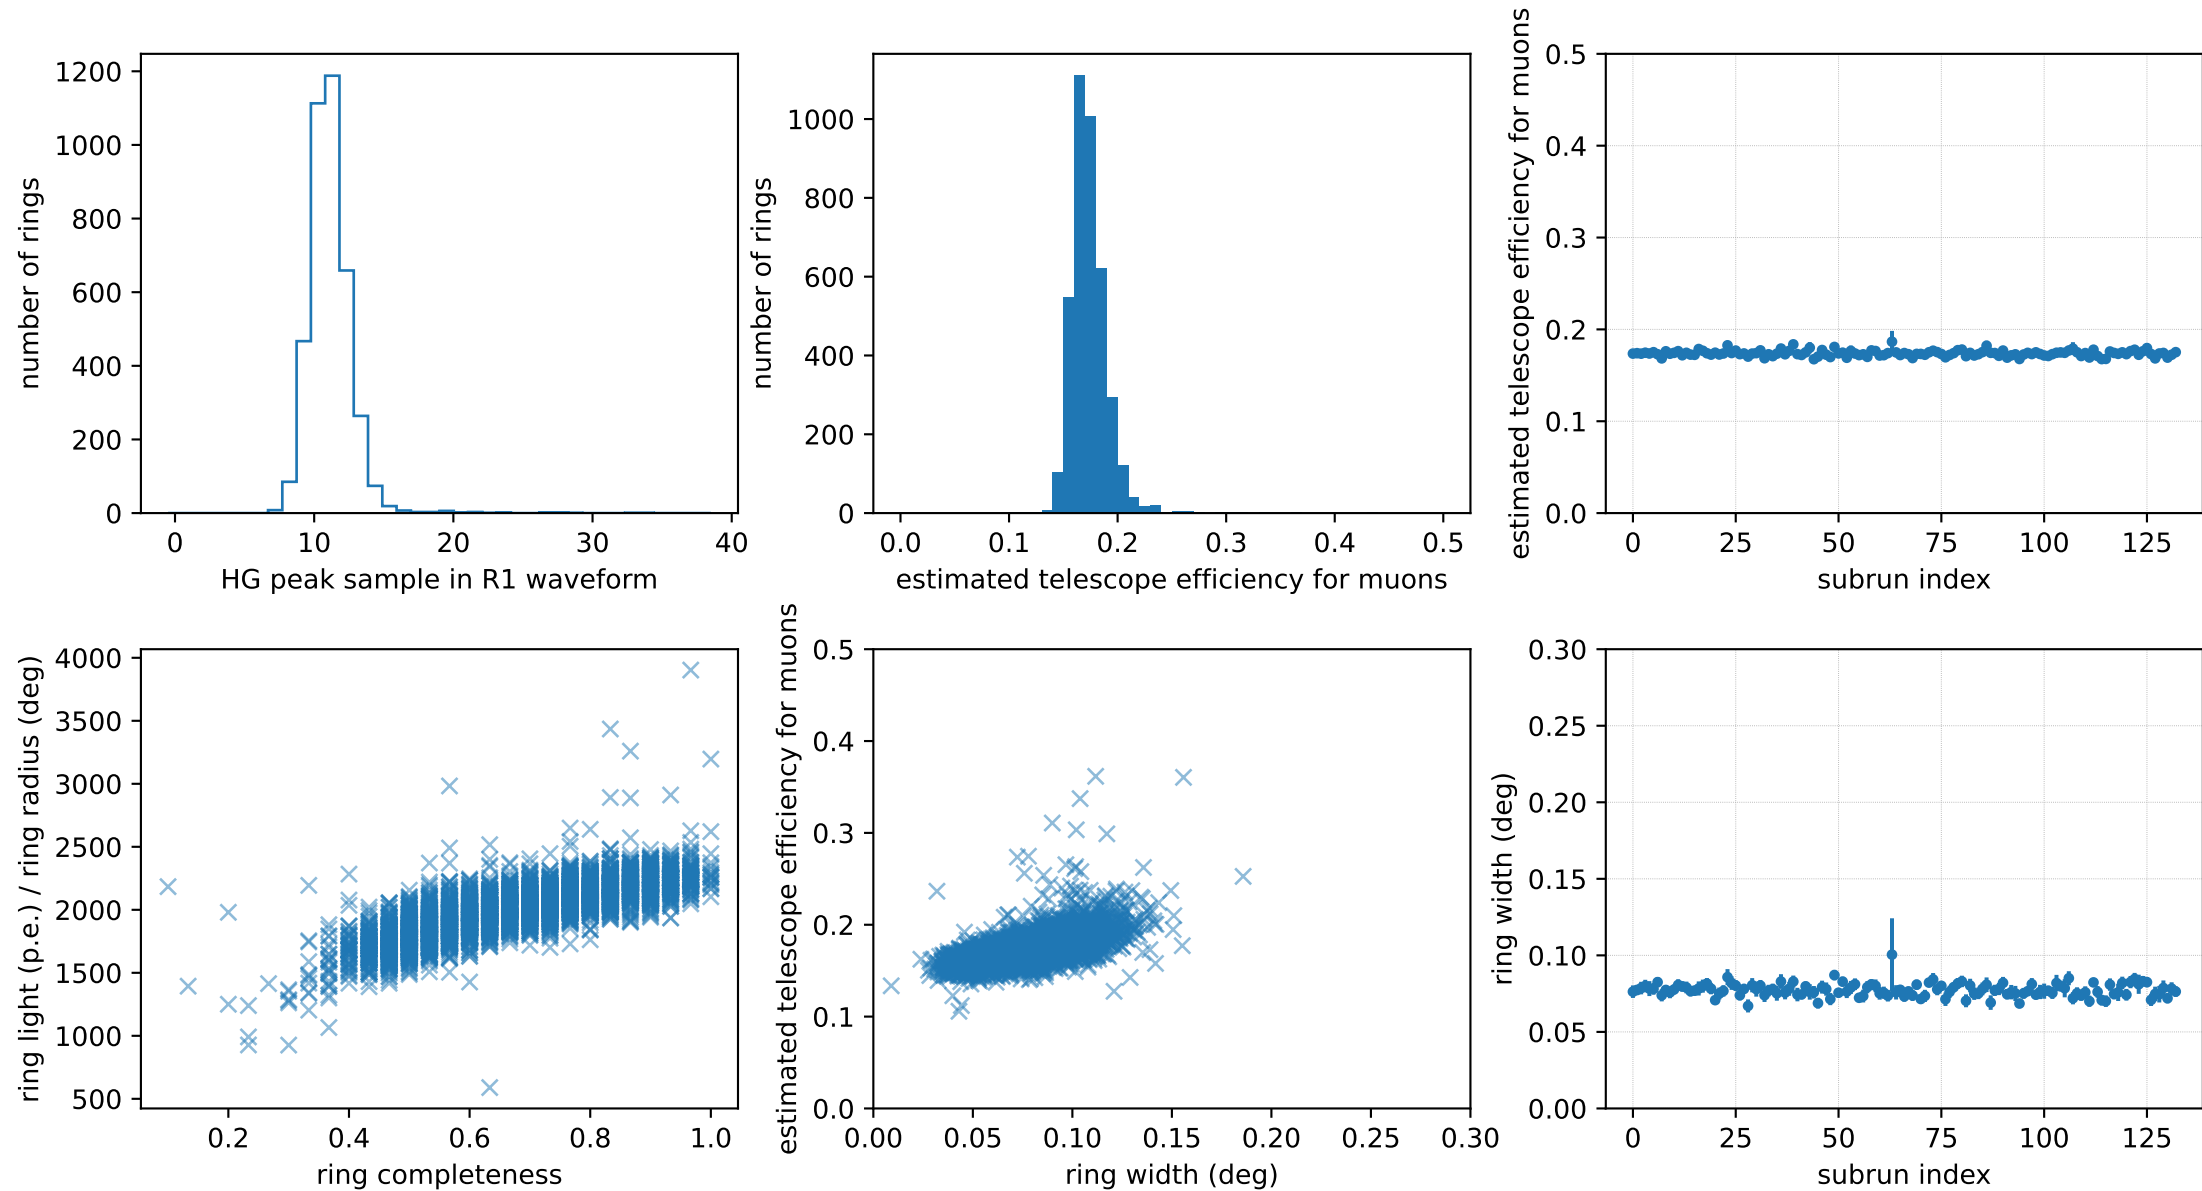 number of rings
1200
1000
800
600
400
200
0
0 10 20 30 40
HG peak sample in R1 waveform
number of rings
1000
800
600
400
200
0
0.0 0.1 0.2 0.3 0.4 0.5
estimated telescope efficiency for muons
estimated telescope efficiency for muons
0.5
0.4
0.3
0.2
0.1
0.0
0 25 50 75 100 125
subrun index
ring light (p.e.) / ring radius (deg)
4000
3500
3000
2500
2000
1500
1000
500
0.2 0.4 0.6 0.8 1.0
ring completeness
estimated telescope efficiency for muons
0.5
0.4
0.3
0.2
0.1
0.0
0.00 0.05 0.10 0.15 0.20 0.25 0.30
ring width (deg)
ring width (deg)
0.30
0.25
0.20
0.15
0.10
0.05
0.00
0 25 50 75 100 125
subrun index